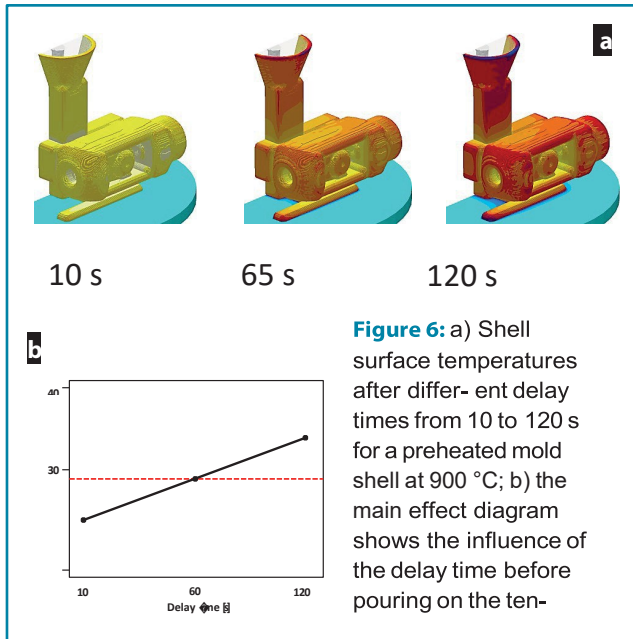 a
10 s
65 s
120 s
b
40
30
10
60
120
Delay �me [s]
Figure 6: a) Shell
surface temperatures
after differ- ent delay
times from 10 to 120 s
for a preheated mold
shell at 900 °C; b) the
main effect diagram
shows the influence of
the delay time before
pouring on the ten-